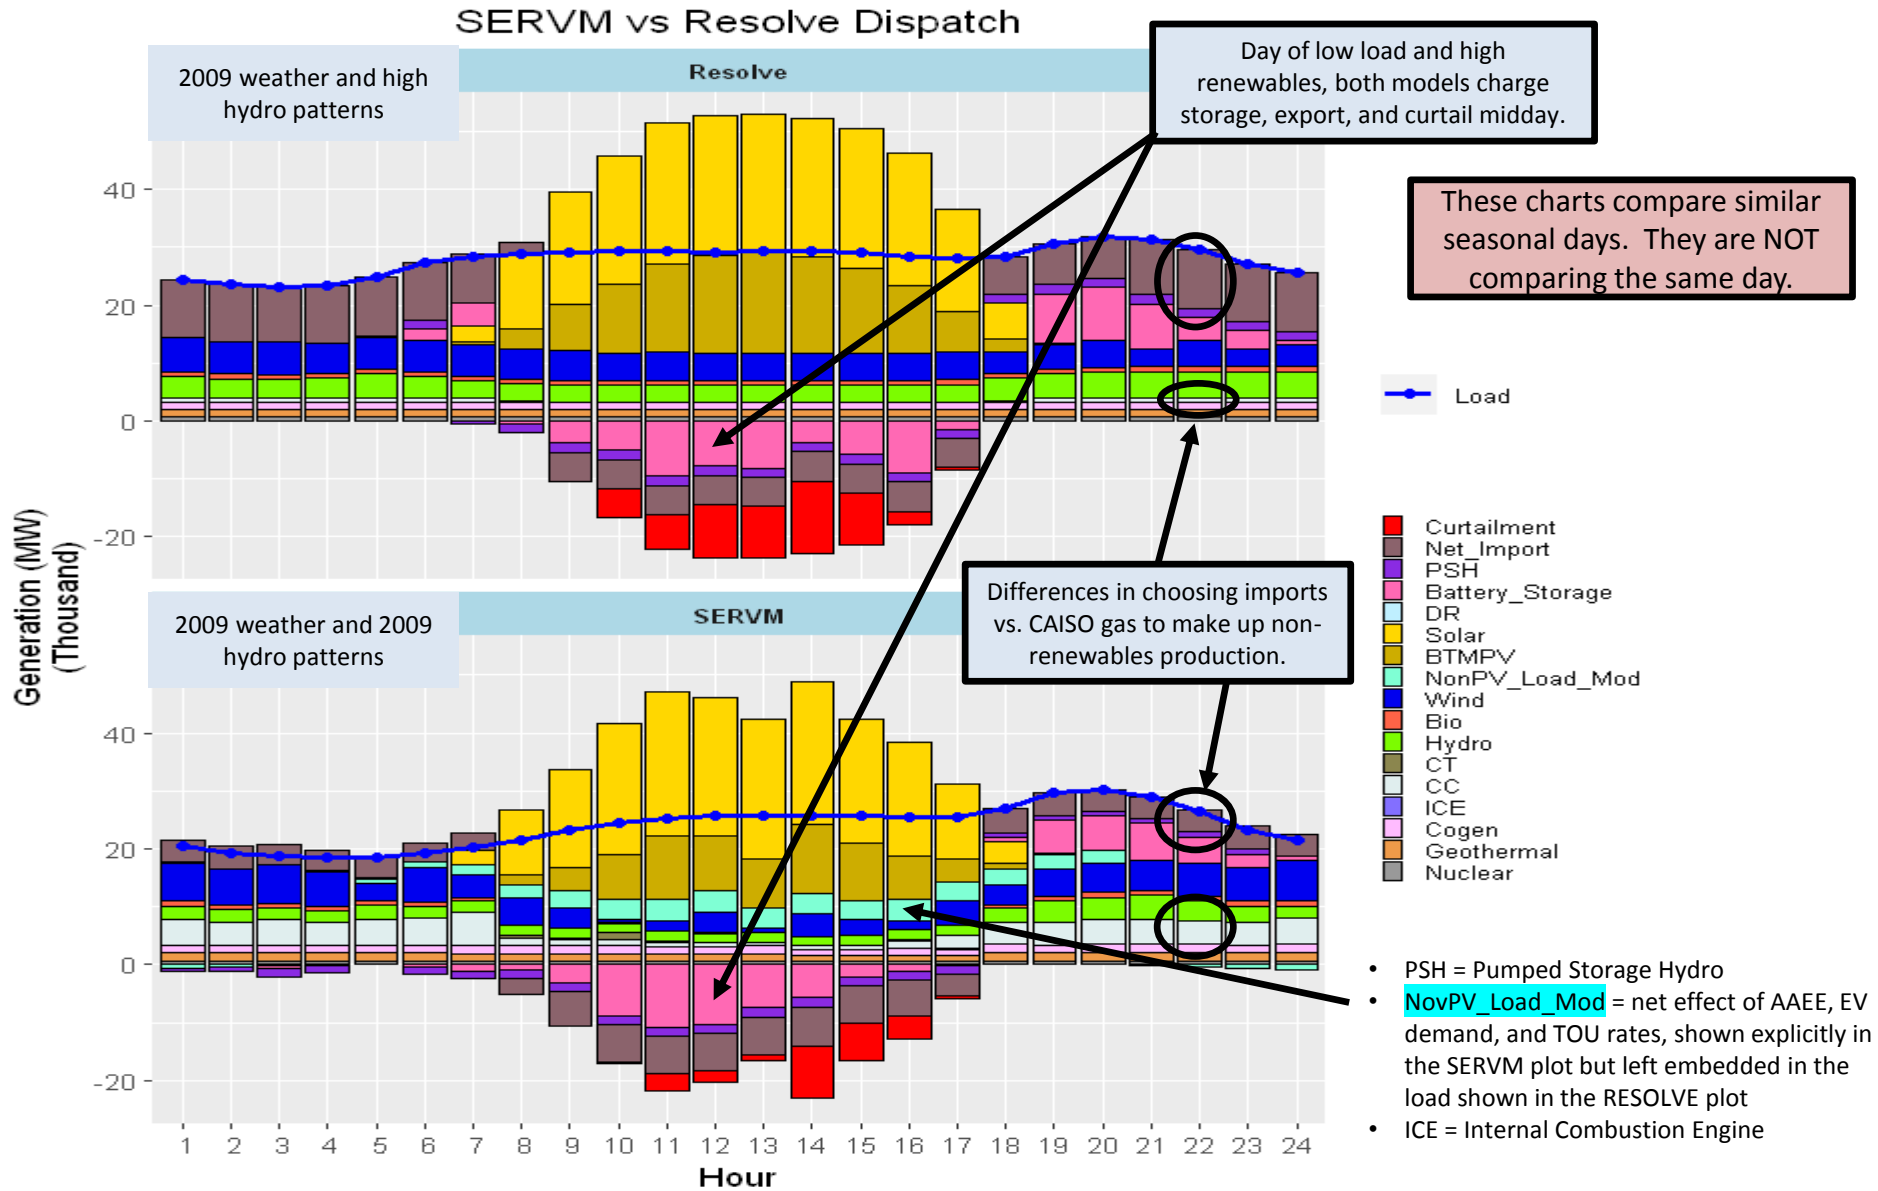 SERVM vs Resolve Dispatch
2009 weather and high
hydro patterns
Resolve
Day of low load and high
renewables, both models charge
storage, export, and curtail midday.
These charts compare similar
seasonal days.  They are NOT
comparing the same day.
40
20
0
-20
Load
Generation (MW)
(Thousand)
2009 weather and 2009
hydro patterns
SERVM
Differences in choosing imports
vs. CAISO gas to make up non-
renewables production.
Curtailment
Net_Import
PSH
Battery_Storage
DR
Solar
BTMPV
NonPV_Load_Mod
Wind
Bio
Hydro
CT
CC
ICE
Cogen
Geothermal
Nuclear
40
20
0
-20
1 2 3 4 5 6 7 8 9 10 11 12 13 14 15 16 17 18 19 20 21 22 23 24
Hour
• PSH = Pumped Storage Hydro
• NovPV_Load_Mod = net effect of AAEE, EV
demand, and TOU rates, shown explicitly in
the SERVM plot but left embedded in the
load shown in the RESOLVE plot
• ICE = Internal Combustion Engine